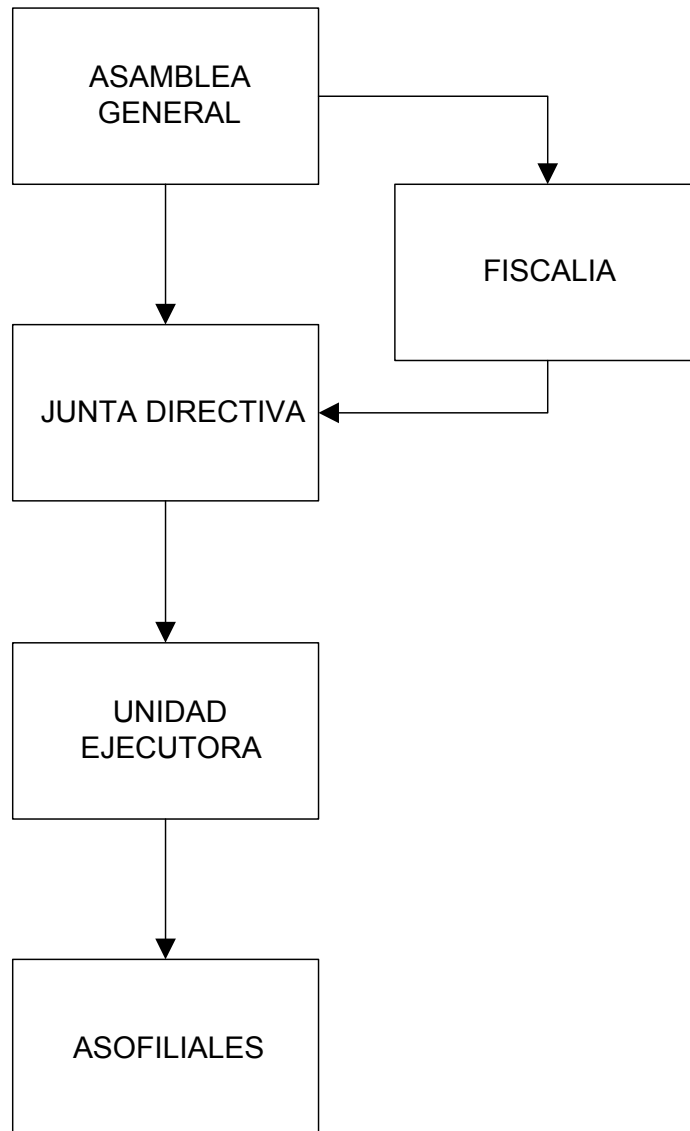 ASAMBLEA
GENERAL
FISCALIA
JUNTA DIRECTIVA
UNIDAD
EJECUTORA
ASOFILIALES